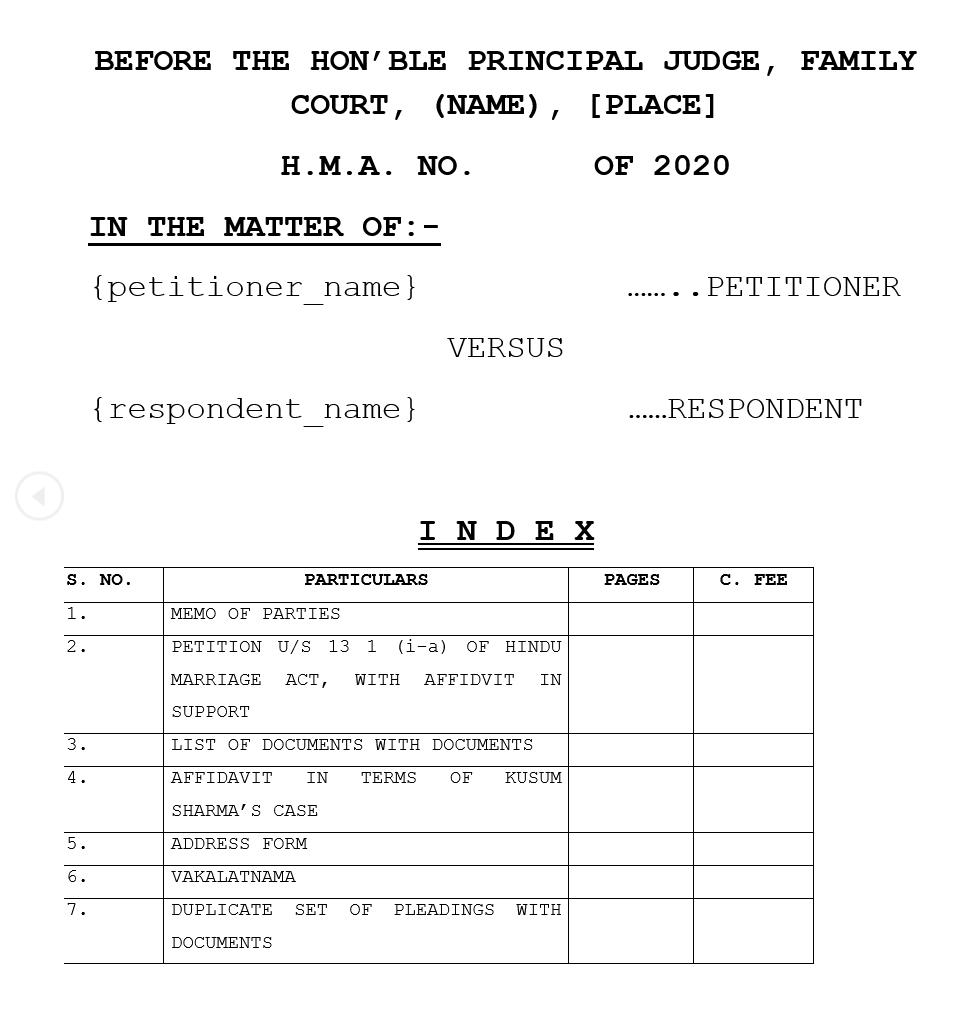 BEFORE THE HON’BLE PRINCIPAL JUDGE, FAMILY
COURT, (NAME), [PLACE]
H.M.A. NO. OF 2020
IN THE MATTER OF:-
{petitioner_name} ……..PETITIONER
VERSUS
{respondent_name} ……RESPONDENT
I N D E X
S. NO. PARTICULARS PAGES C. FEE
1. MEMO OF PARTIES
2. PETITION U/S 13 1 (i-a) OF HINDU
MARRIAGE ACT, WITH AFFIDVIT IN
SUPPORT
3. LIST OF DOCUMENTS WITH DOCUMENTS
4. AFFIDAVIT IN TERMS OF KUSUM
SHARMA’S CASE
5. ADDRESS FORM
6. VAKALATNAMA
7. DUPLICATE SET OF PLEADINGS WITH
DOCUMENTS